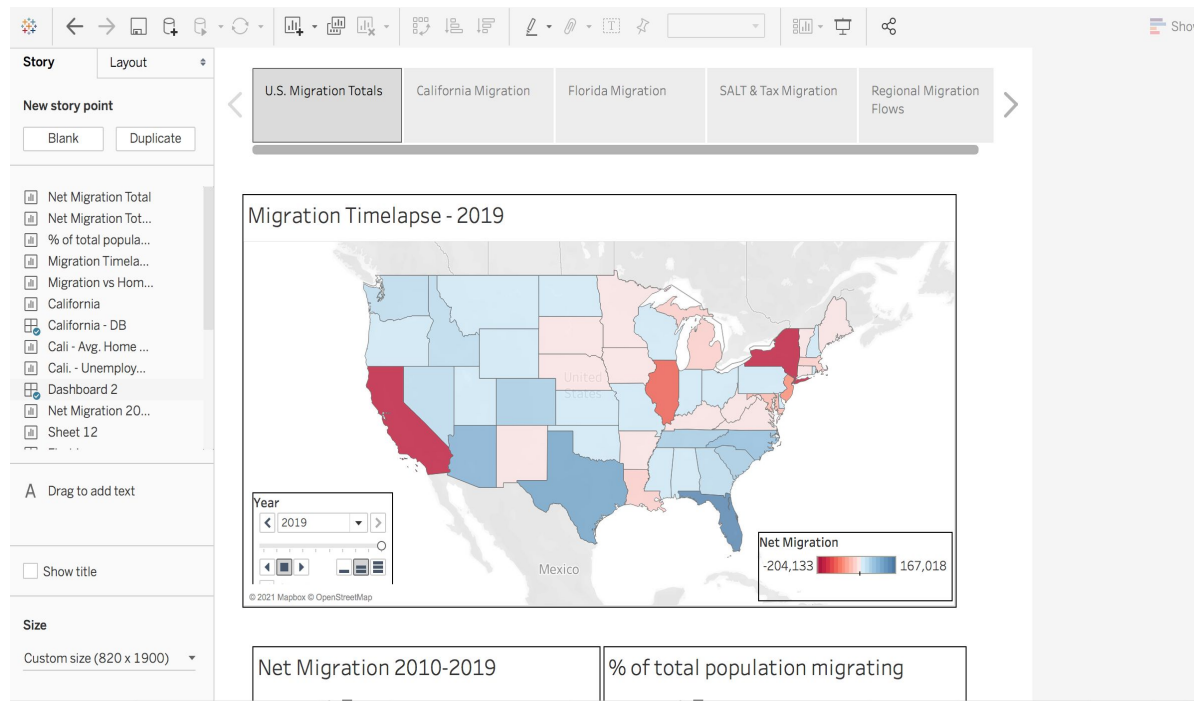 Show
Story
Layout
New story point
Blank
Duplicate
Net Migration Total
Net Migration Tot...
% of total popula...
Migration Timela...
Migration vs Hom...
California
California - DB
Cali - Avg. Home ...
Cali. - Unemploy...
Dashboard 2
Net Migration 20...
Sheet 12
A Drag to add text
Show title
Size
Custom size (820 x 1900)
U.S. Migration Totals
California Migration
Florida Migration
SALT & Tax Migration
Regional Migration
Flows
Migration Timelapse - 2019
United
States
Mexico
Year
2019
© 2021 Mapbox © OpenStreetMap
Net Migration
-204,133
167,018
Net Migration 2010-2019
% of total population migrating